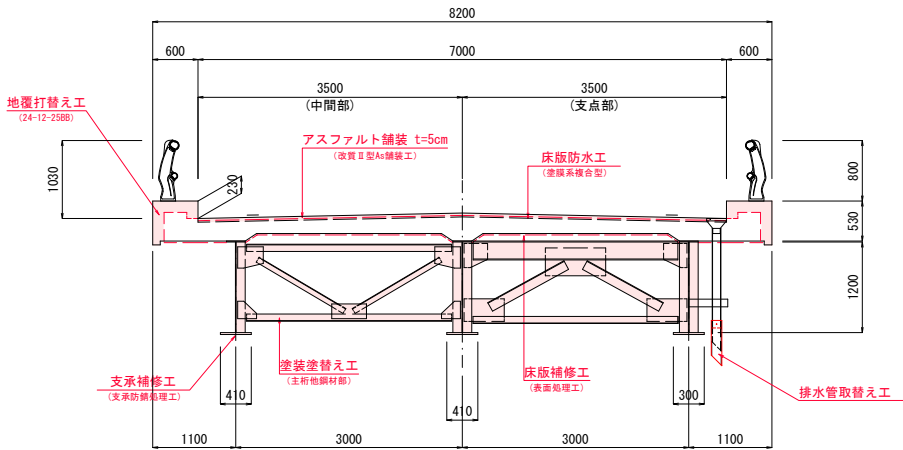 8200
600
7000
600
3500
(中間部)
3500
(支点部)
地覆打替え工
(24-12-25BB)
アスファルト舗装 t=5cm
(改質Ⅱ型As舗装工)
床版防水工
(塗膜系複合型)
1030
230
800
530
1200
支承補修工
(支承防錆処理工)
塗装塗替え工
(主桁他鋼材部)
床版補修工
(表面処理工)
排水管取替え工
410
410
300
1100
3000
3000
1100